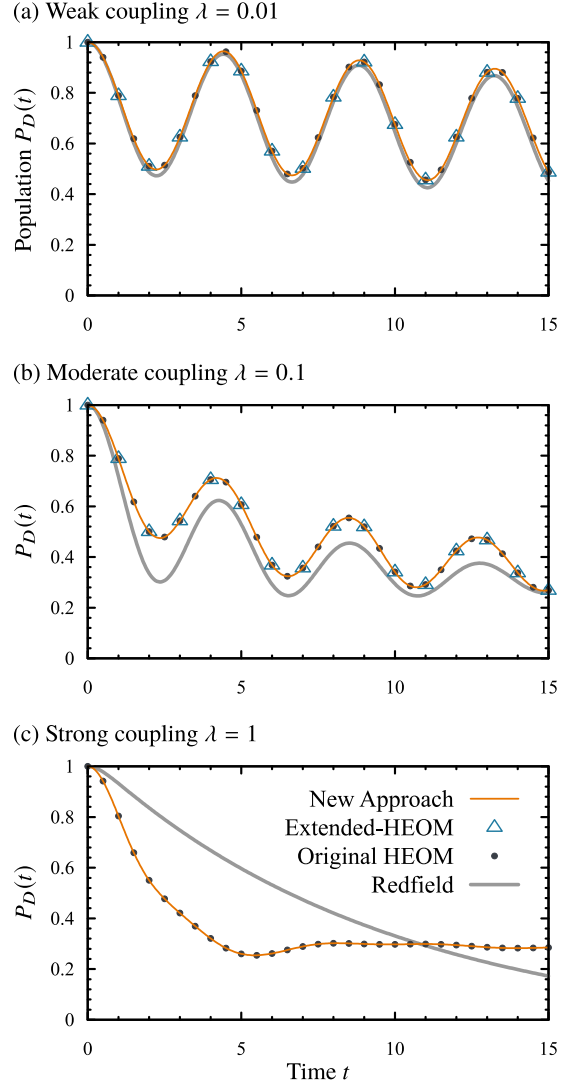 (a) Weak coupling λ = 0.01
Population P_D(t)
1
0.8
0.6
0.4
0.2
0
0 5 10 15
(b) Moderate coupling λ = 0.1
P_D(t)
1
0.8
0.6
0.4
0.2
0
0 5 10 15
(c) Strong coupling λ = 1
P_D(t)
1
0.8
0.6
0.4
0.2
0
New Approach
Extended-HEOM
Original HEOM
Redfield
0 5 10 15
Time t